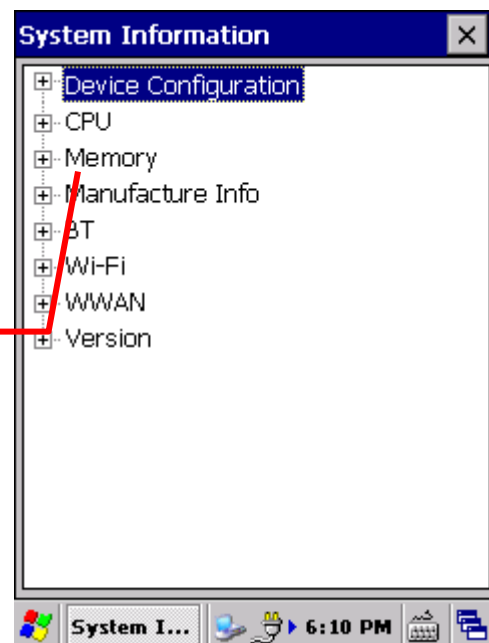 System Information
Device Configuration
CPU
Memory
Manufacture Info
BT
Wi-Fi
WWAN
Version
System I... 6:10 PM